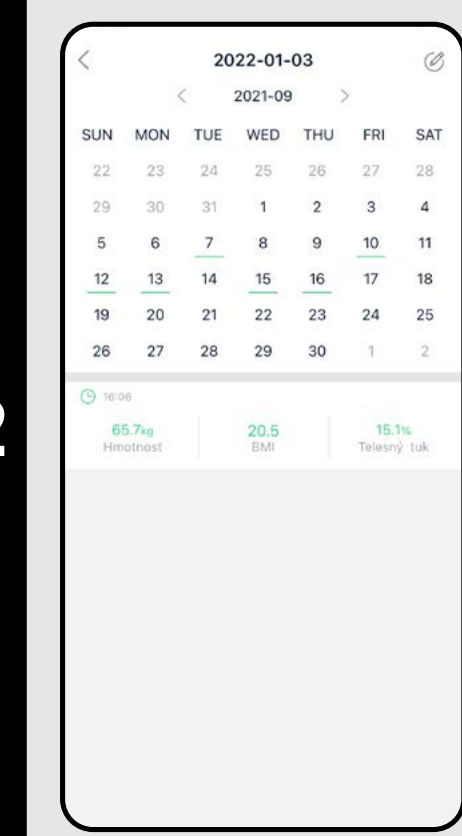 2022-01-03
2021-09
SUN MON TUE WED THU FRI SAT
22 23 24 25 26 27 28
29 30 31 1 2 3 4
5 6 7 8 9 10 11
12 13 14 15 16 17 18
19 20 21 22 23 24 25
26 27 28 29 30 1 2
16:06
65.7kg 20.5 15.1%
Hmotnosť BMI Telesný tuk